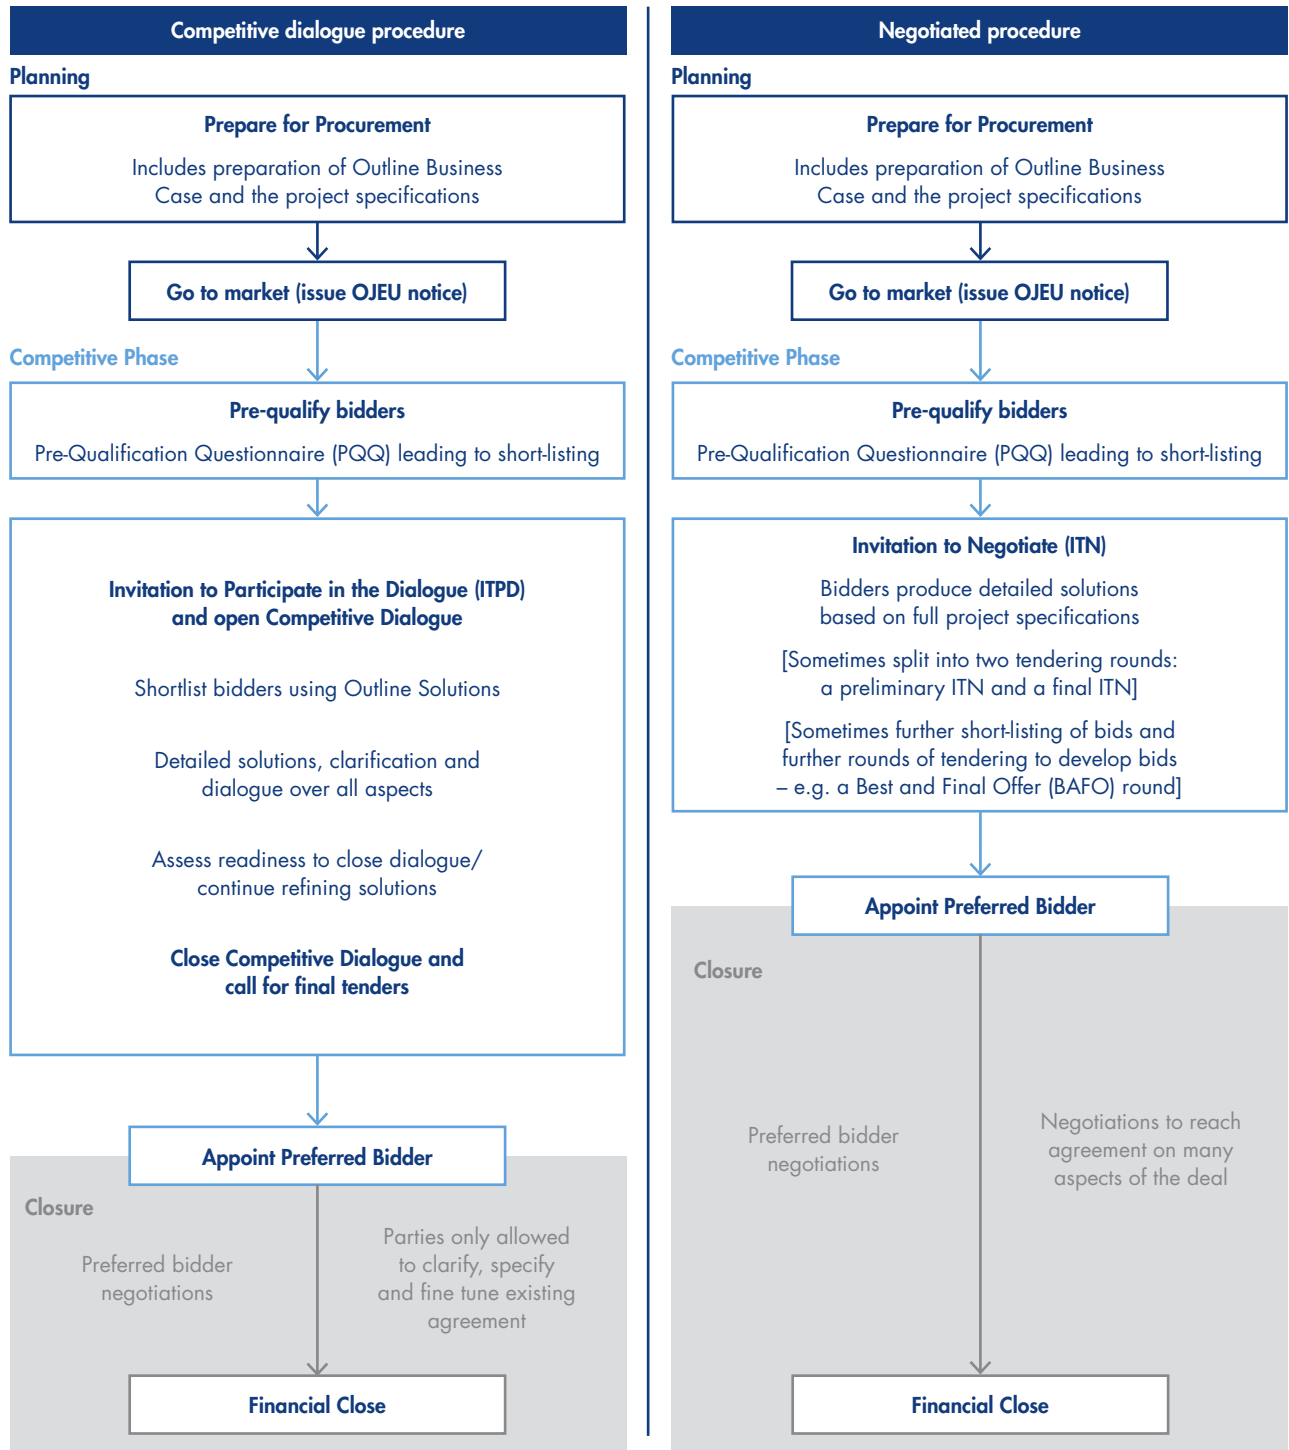 Competitive dialogue procedure
Planning
Prepare for Procurement
Includes preparation of Outline Business
Case and the project specifications
Go to market (issue OJEU notice)
Competitive Phase
Pre-qualify bidders
Pre-Qualification Questionnaire (PQQ) leading to short-listing
Invitation to Participate in the Dialogue (ITPD)
and open Competitive Dialogue
Shortlist bidders using Outline Solutions
Detailed solutions, clarification and
dialogue over all aspects
Assess readiness to close dialogue/
continue refining solutions
Close Competitive Dialogue and
call for final tenders
Appoint Preferred Bidder
Closure
Preferred bidder
negotiations
Parties only allowed
to clarify, specify
and fine tune existing
agreement
Financial Close
Negotiated procedure
Planning
Prepare for Procurement
Includes preparation of Outline Business
Case and the project specifications
Go to market (issue OJEU notice)
Competitive Phase
Pre-qualify bidders
Pre-Qualification Questionnaire (PQQ) leading to short-listing
Invitation to Negotiate (ITN)
Bidders produce detailed solutions
based on full project specifications
[Sometimes split into two tendering rounds:
a preliminary ITN and a final ITN]
[Sometimes further short-listing of bids and
further rounds of tendering to develop bids
– e.g. a Best and Final Offer (BAFO) round]
Appoint Preferred Bidder
Closure
Preferred bidder
negotiations
Negotiations to reach
agreement on many
aspects of the deal
Financial Close